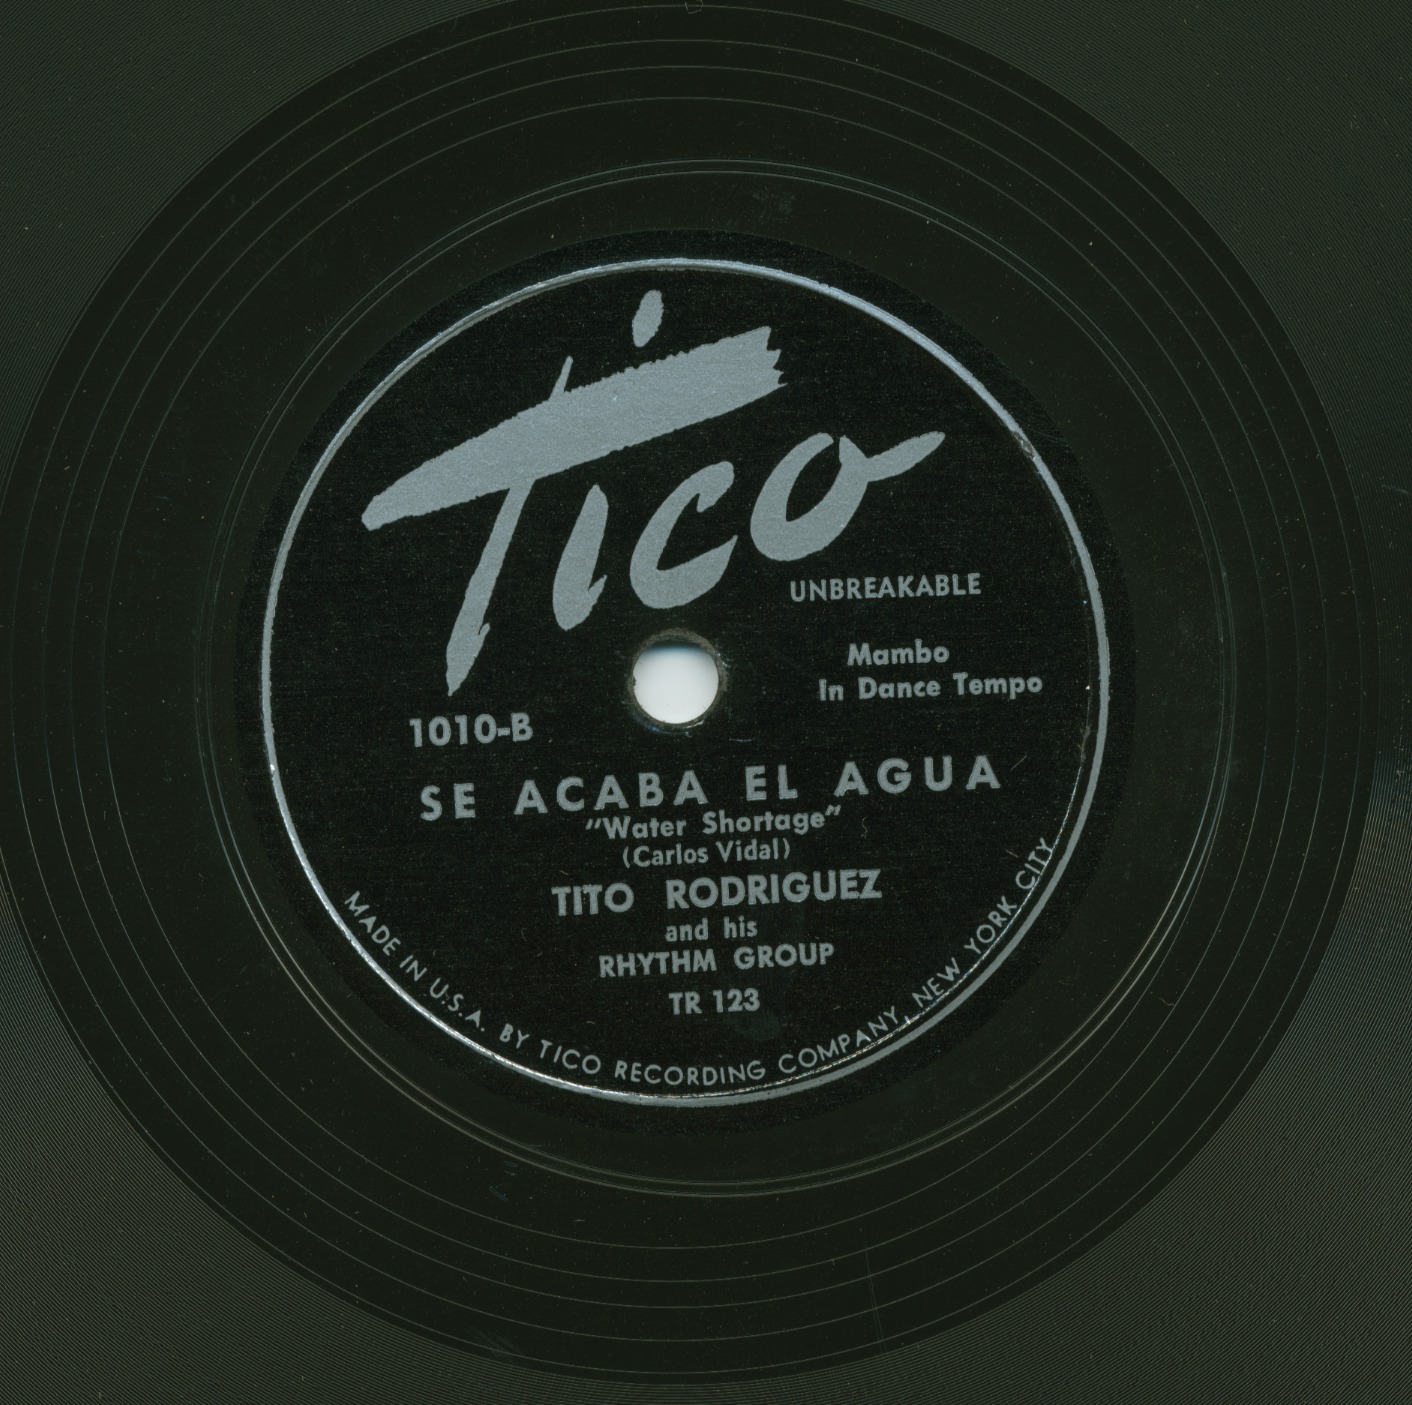 Tico
UNBREAKABLE
Mambo
In Dance Tempo
1010-B
SE ACABA EL AGUA
"Water Shortage"
(Carlos Vidal)
TITO RODRIGUEZ
and his
RHYTHM GROUP
TR 123
MADE IN U.S.A. BY TICO RECORDING COMPANY, NEW YORK CITY